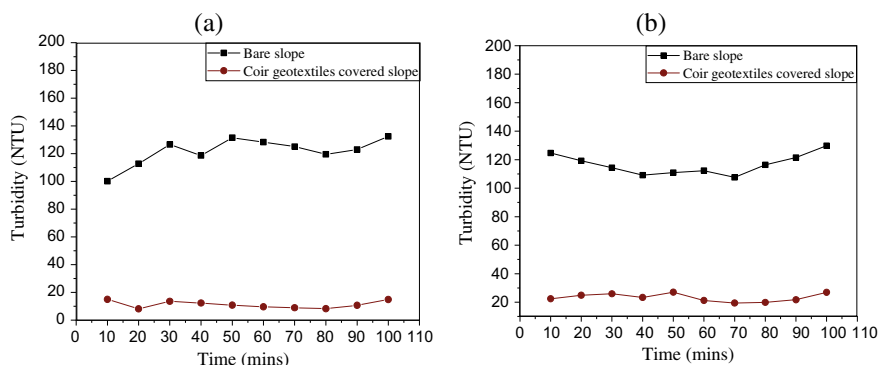 (a)
200
180
160
140
120
100
80
60
40
20
0
Turbidity (NTU)
Bare slope
Coir geotextiles covered slope
0 10 20 30 40 50 60 70 80 90 100 110
Time (mins)
(b)
200
180
160
140
120
100
80
60
40
20
Turbidity (NTU)
Bare slope
Coir geotextiles covered slope
0 10 20 30 40 50 60 70 80 90 100 110
Time (mins)